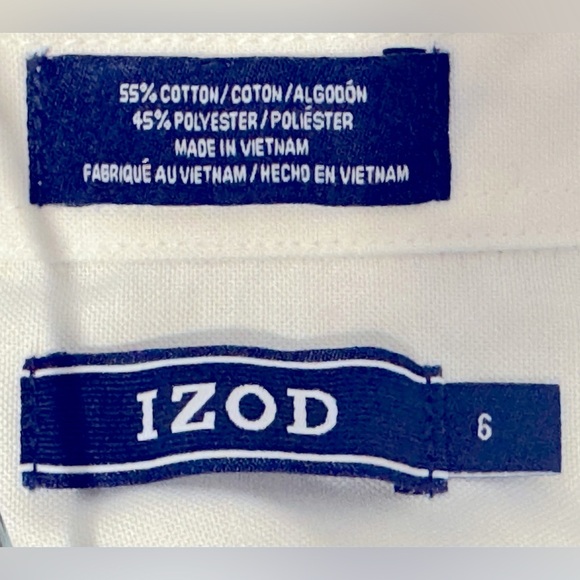 55% COTTON/COTON/ALGODÓN
45% POLYESTER/POLIÉSTER
MADE IN VIETNAM
FABRIQUÉ AU VIETNAM/HECHO EN VIETNAM
IZOD
6